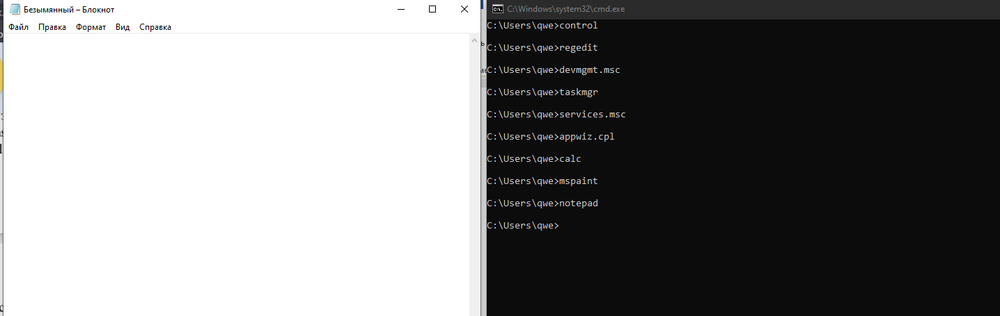 Безымянный – Блокнот
Файл Правка Формат Вид Справка
C:\Windows\system32\cmd.exe
C:\Users\qwe>control
C:\Users\qwe>regedit
C:\Users\qwe>devmgmt.msc
C:\Users\qwe>taskmgr
C:\Users\qwe>services.msc
C:\Users\qwe>appwiz.cpl
C:\Users\qwe>calc
C:\Users\qwe>mspaint
C:\Users\qwe>notepad
C:\Users\qwe>